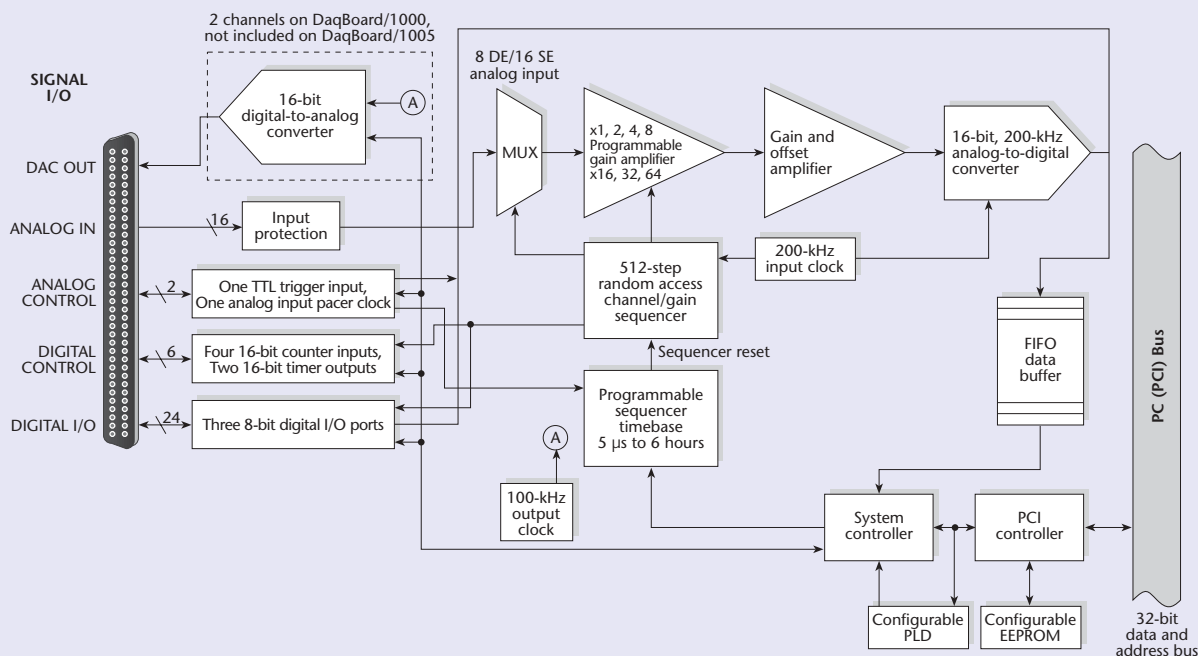 2 channels on DaqBoard/1000,
not included on DaqBoard/1005
SIGNAL
I/O
16-bit
digital-to-analog
converter
A
8 DE/16 SE
analog input
MUX
x1, 2, 4, 8
Programmable
gain amplifier
x16, 32, 64
Gain and
offset
amplifier
16-bit, 200-kHz
analog-to-digital
converter
DAC OUT
ANALOG IN
16
Input
protection
ANALOG
CONTROL
2
One TTL trigger input,
One analog input pacer clock
512-step
random access
channel/gain
sequencer
200-kHz
input clock
DIGITAL
CONTROL
6
Four 16-bit counter inputs,
Two 16-bit timer outputs
Sequencer reset
FIFO
data
buffer
PC (PCI) Bus
DIGITAL I/O
24
Three 8-bit digital I/O ports
Programmable
sequencer
timebase
5 μs to 6 hours
A
100-kHz
output
clock
System
controller
PCI
controller
Configurable
PLD
Configurable
EEPROM
32-bit
data and
address bus